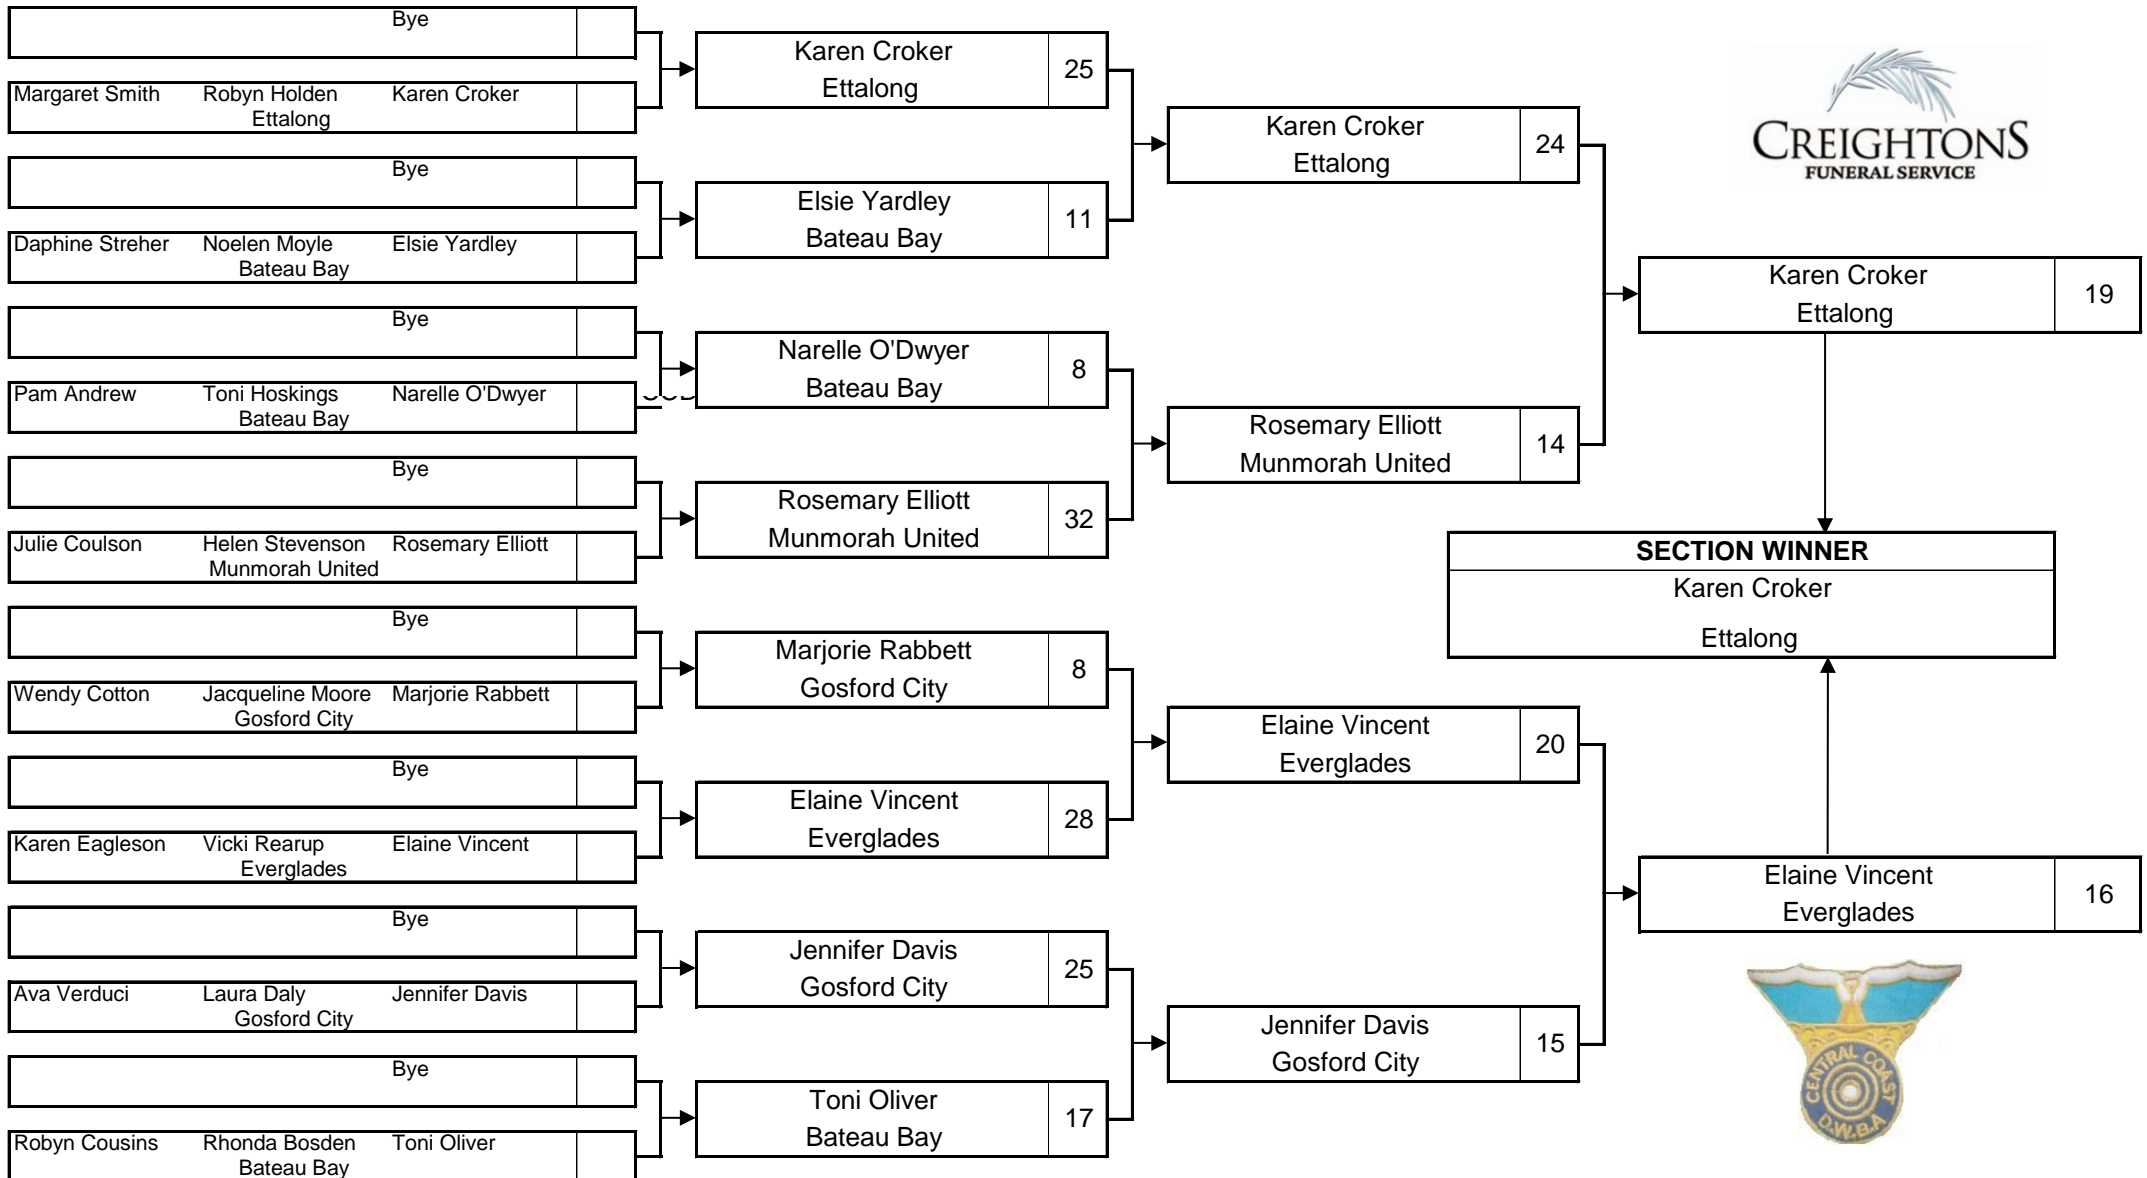 Bye
Margaret Smith Robyn Holden Karen Croker
Ettalong
Bye
Daphine Streher Noelen Moyle Elsie Yardley
Bateau Bay
Bye
Pam Andrew Toni Hoskings Narelle O'Dwyer
Bateau Bay
Bye
Julie Coulson Helen Stevenson Rosemary Elliott
Munmorah United
Bye
Wendy Cotton Jacqueline Moore Marjorie Rabbett
Gosford City
Bye
Karen Eagleson Vicki Rearup Elaine Vincent
Everglades
Bye
Ava Verduci Laura Daly Jennifer Davis
Gosford City
Bye
Robyn Cousins Rhonda Bosden Toni Oliver
Bateau Bay
Karen Croker
Ettalong
25
Elsie Yardley
Bateau Bay
11
Narelle O'Dwyer
Bateau Bay
8
Rosemary Elliott
Munmorah United
32
Marjorie Rabbett
Gosford City
8
Elaine Vincent
Everglades
28
Jennifer Davis
Gosford City
25
Toni Oliver
Bateau Bay
17
Karen Croker
Ettalong
24
Rosemary Elliott
Munmorah United
14
Elaine Vincent
Everglades
20
Jennifer Davis
Gosford City
15
CREIGHTONS
FUNERAL SERVICE
Karen Croker
Ettalong
19
SECTION WINNER
Karen Croker
Ettalong
Elaine Vincent
Everglades
16
CENTRAL COAST
D.W.B.A